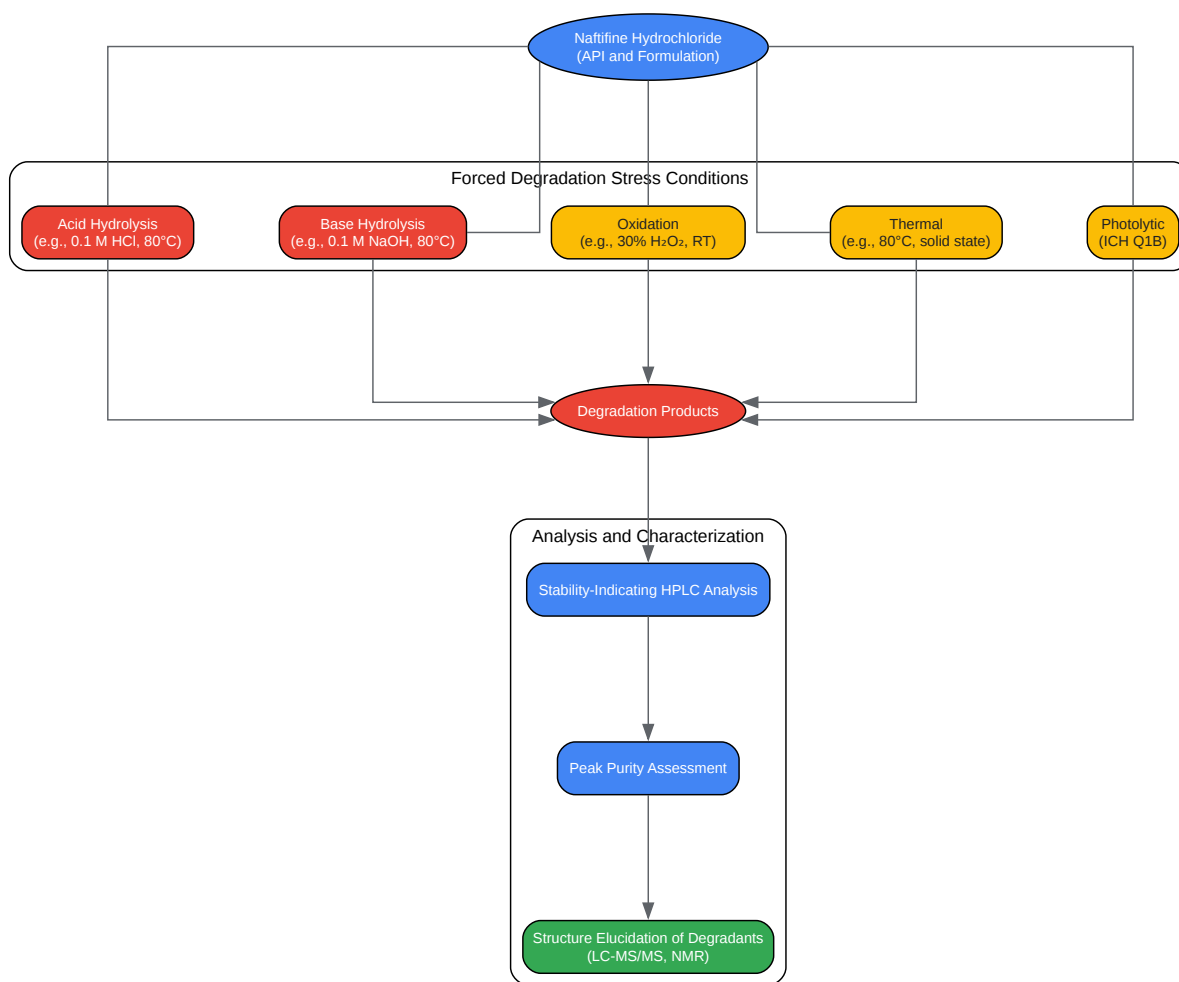 Naftifine Hydrochloride
(API and Formulation)
Forced Degradation Stress Conditions
Acid Hydrolysis
(e.g., 0.1 M HCl, 80°C)
Base Hydrolysis
(e.g., 0.1 M NaOH, 80°C)
Oxidation
(e.g., 30% H₂O₂, RT)
Thermal
(e.g., 80°C, solid state)
Photolytic
(ICH Q1B)
Degradation Products
Analysis and Characterization
Stability-Indicating HPLC Analysis
Peak Purity Assessment
Structure Elucidation of Degradants
(LC-MS/MS, NMR)